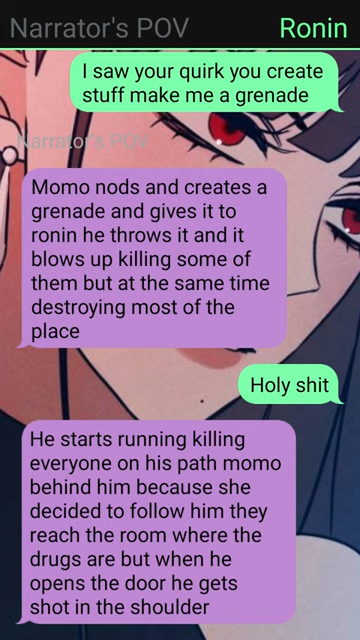 Narrator's POV Ronin
I saw your quirk you create
stuff make me a grenade
Narrator's POV
Momo nods and creates a
grenade and gives it to
ronin he throws it and it
blows up killing some of
them but at the same time
destroying most of the
place
Holy shit
He starts running killing
everyone on his path momo
behind him because she
decided to follow him they
reach the room where the
drugs are but when he
opens the door he gets
shot in the shoulder